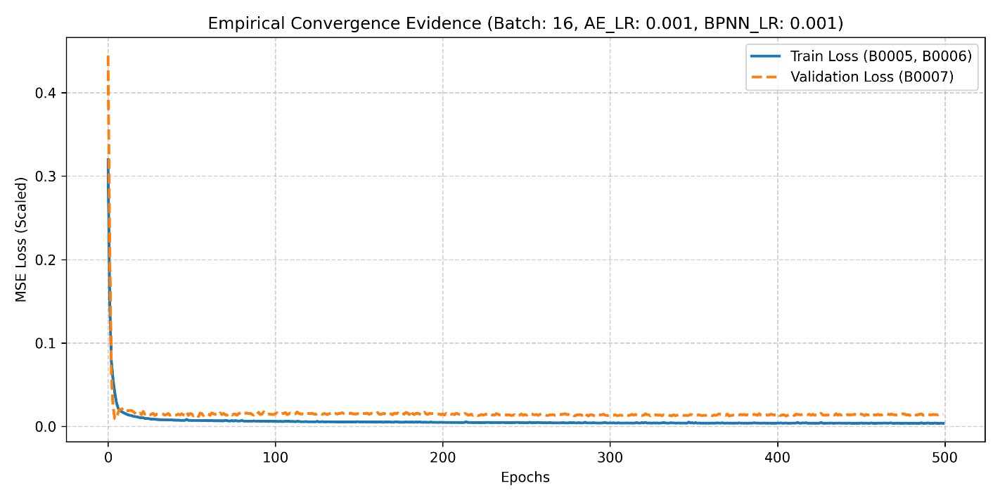 Empirical Convergence Evidence (Batch: 16, AE_LR: 0.001, BPNN_LR: 0.001)
Train Loss (B0005, B0006)
Validation Loss (B0007)
MSE Loss (Scaled)
0.4
0.3
0.2
0.1
0.0
0 100 200 300 400 500
Epochs